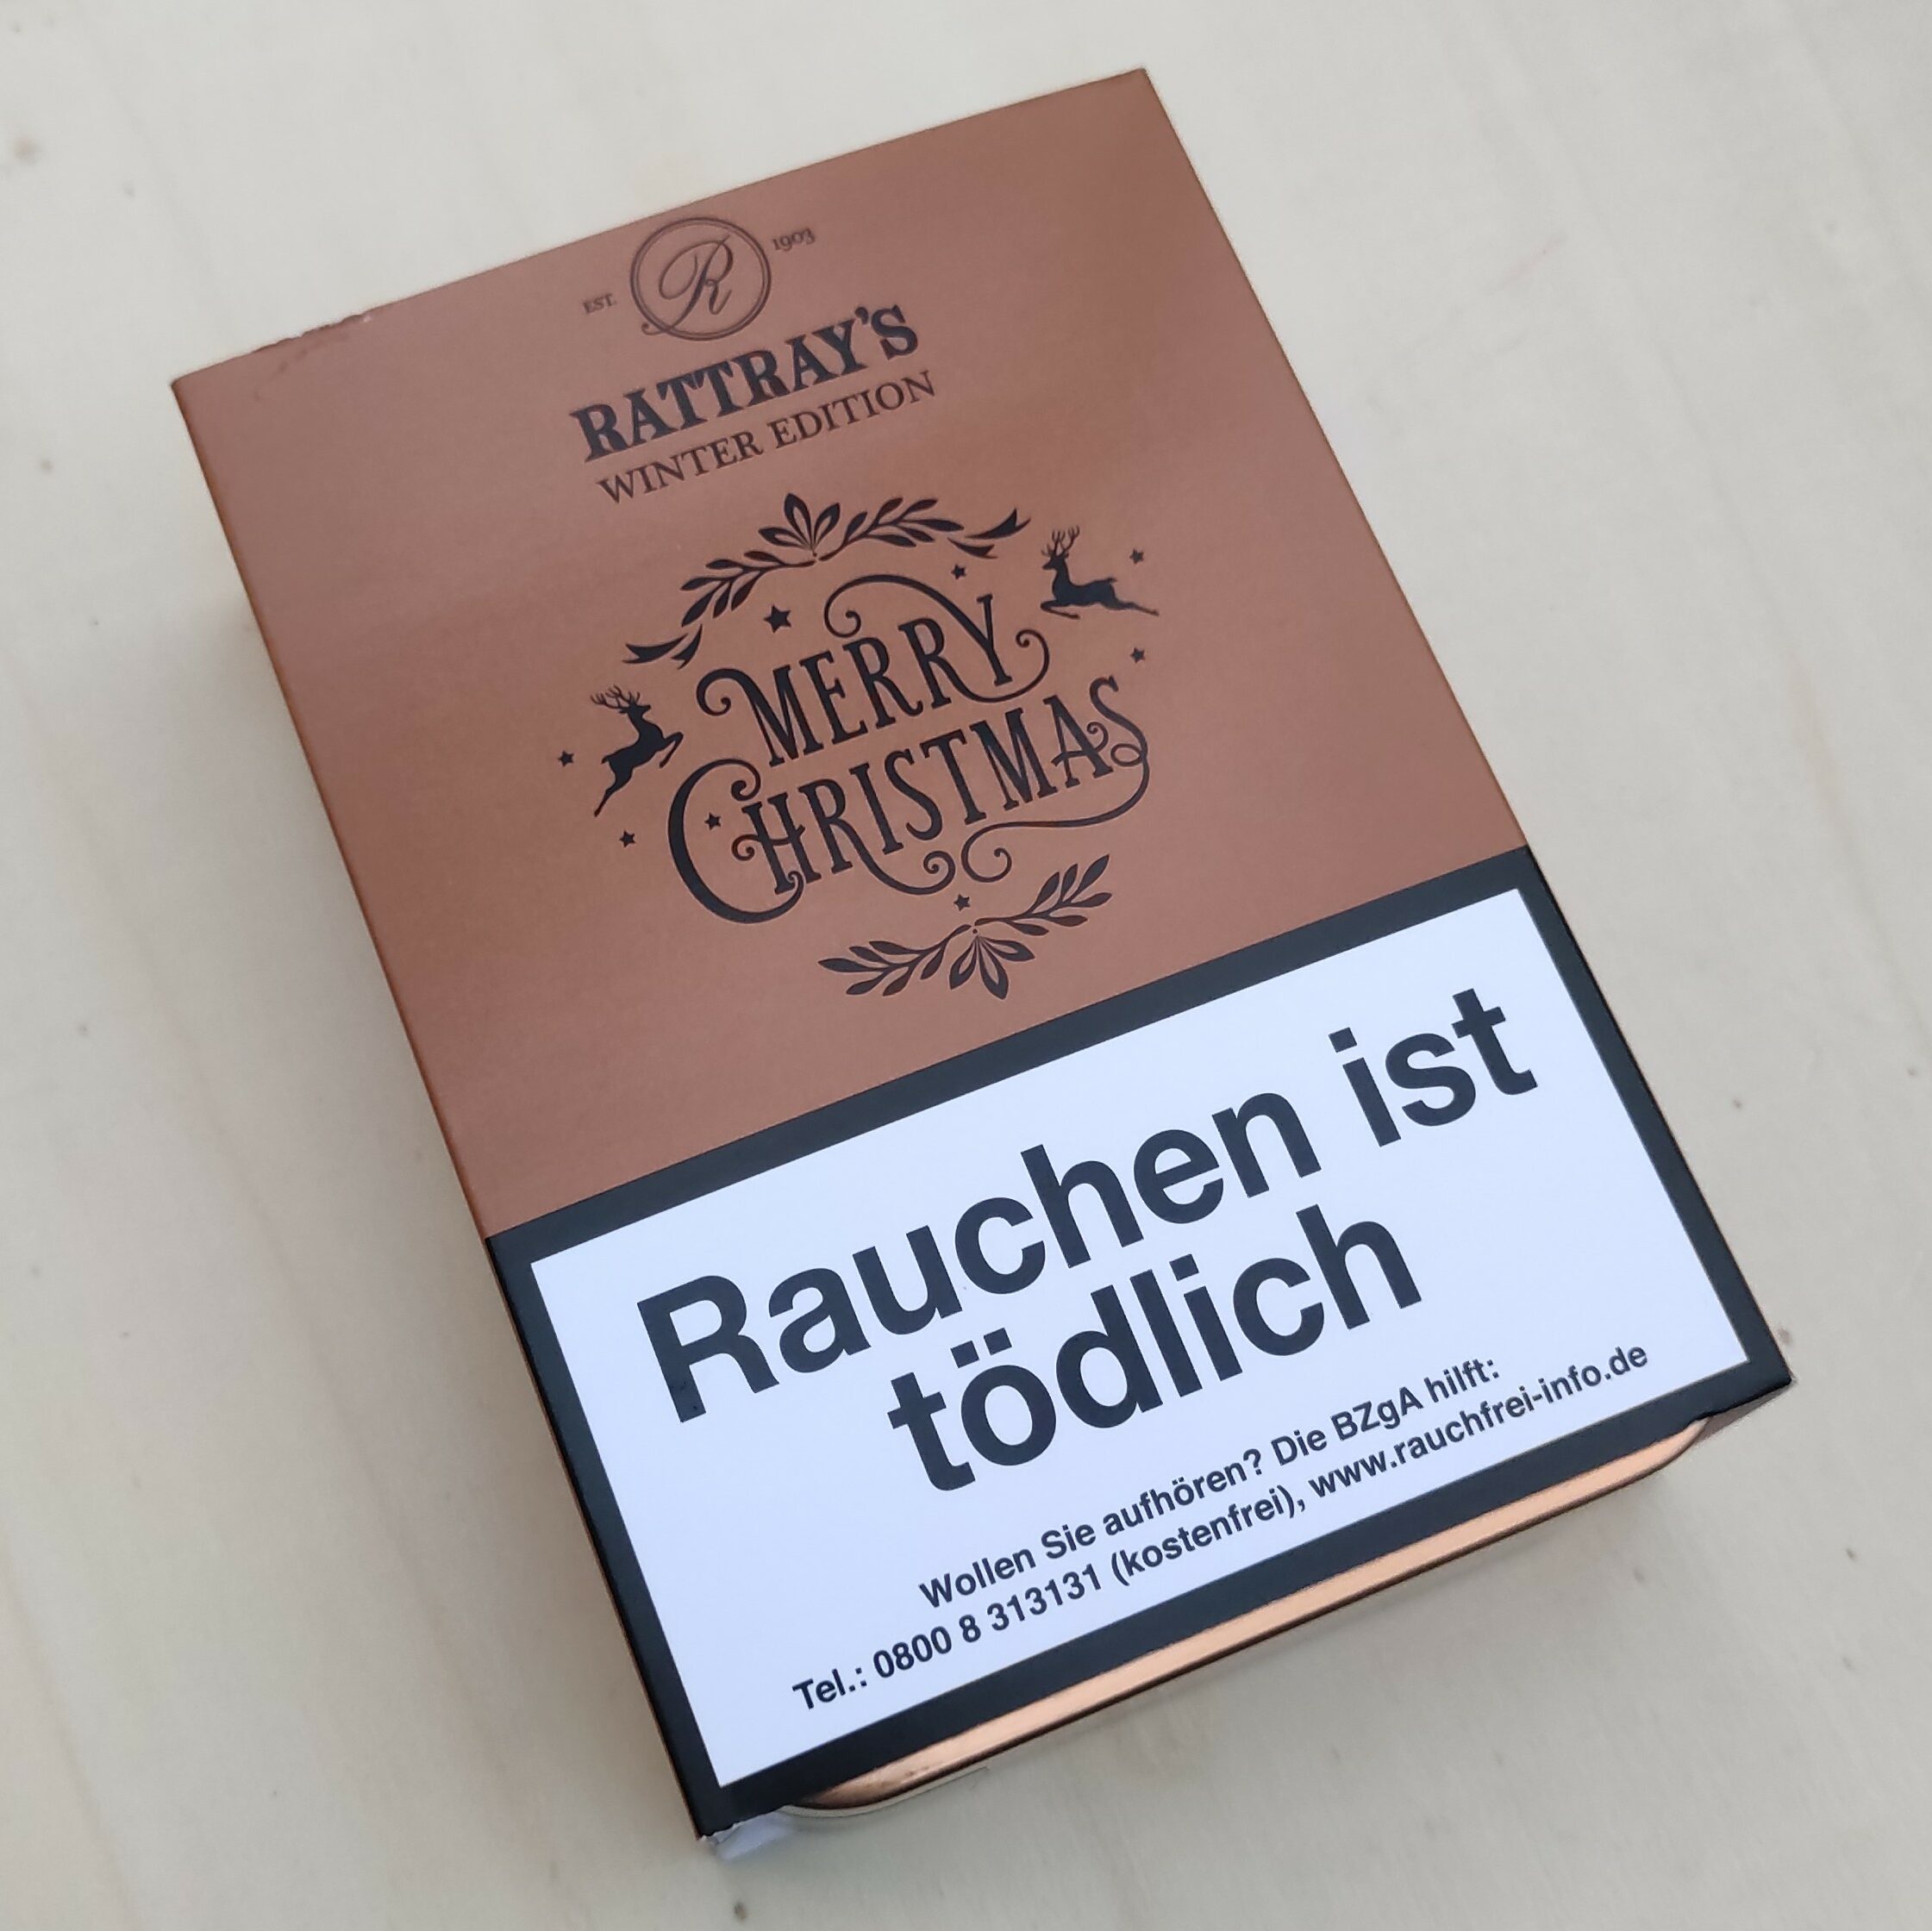 EST. R 1903
RATTRAY'S
WINTER EDITION
MERRY
CHRISTMAS
Rauchen ist
tödlich
Wollen Sie aufhören? Die BZgA hilft:
Tel.: 0800 8 313131 (kostenfrei), www.rauchfrei-info.de